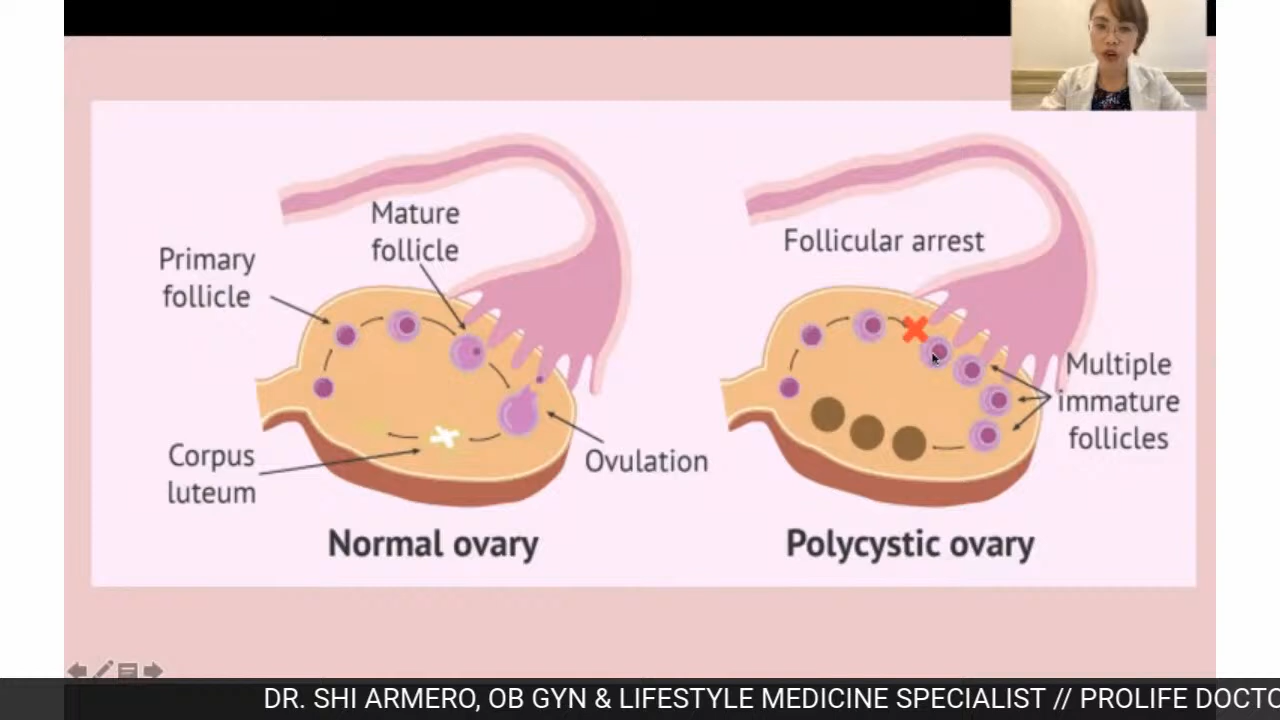 Mature
follicle
Primary
follicle
Corpus
luteum
Ovulation
Normal ovary
Follicular arrest
Multiple
immature
follicles
Polycystic ovary
DR. SHI ARMERO, OB GYN & LIFESTYLE MEDICINE SPECIALIST // PROLIFE DOCTO